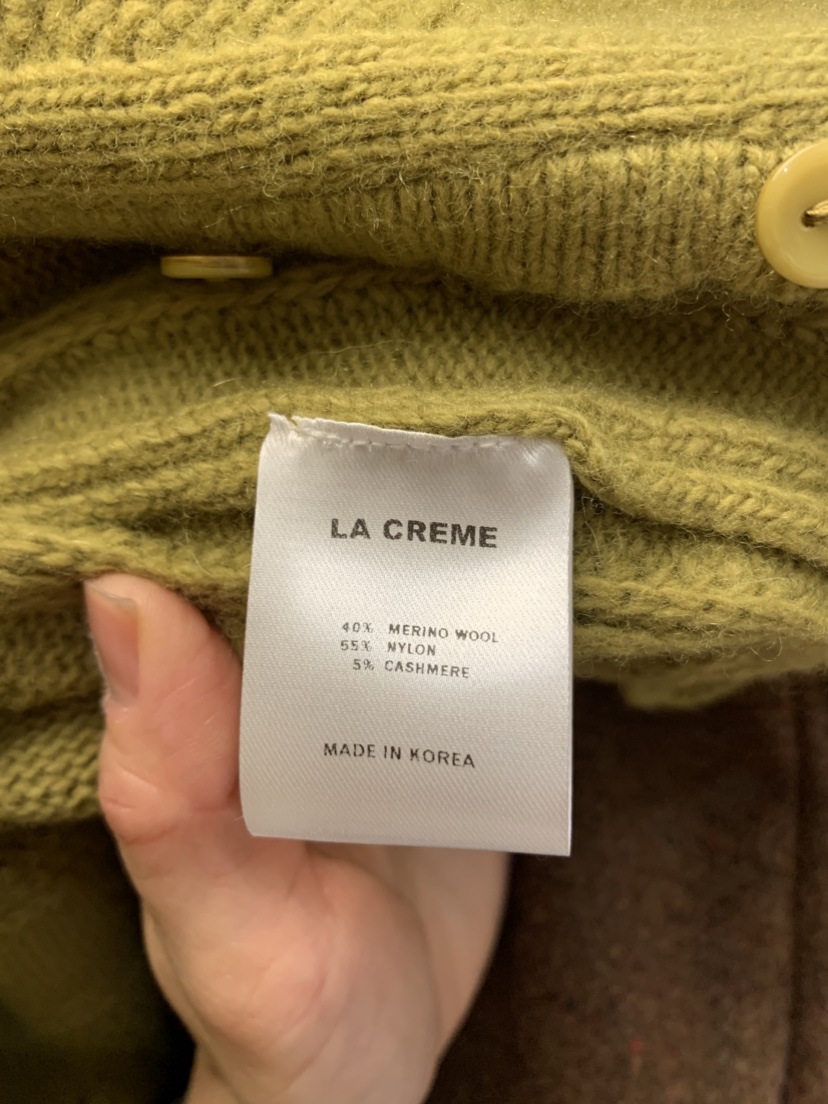 LA CREME
40% MERINO WOOL
55% NYLON
5% CASHMERE
MADE IN KOREA